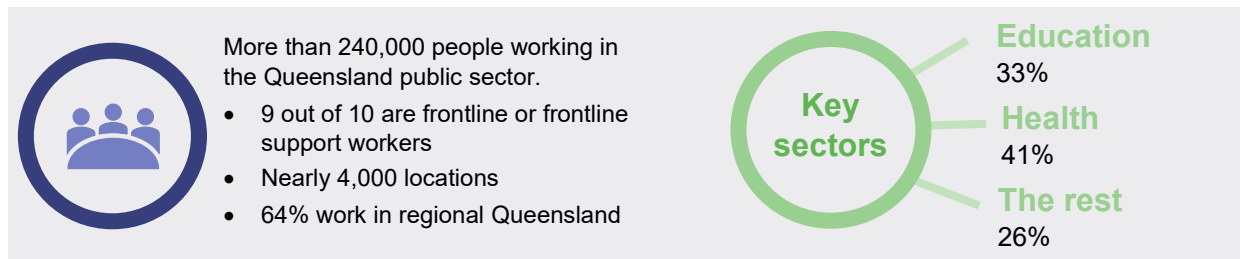 More than 240,000 people working in
the Queensland public sector.
• 9 out of 10 are frontline or frontline
support workers
• Nearly 4,000 locations
• 64% work in regional Queensland
Key
sectors
Education
33%
Health
41%
The rest
26%